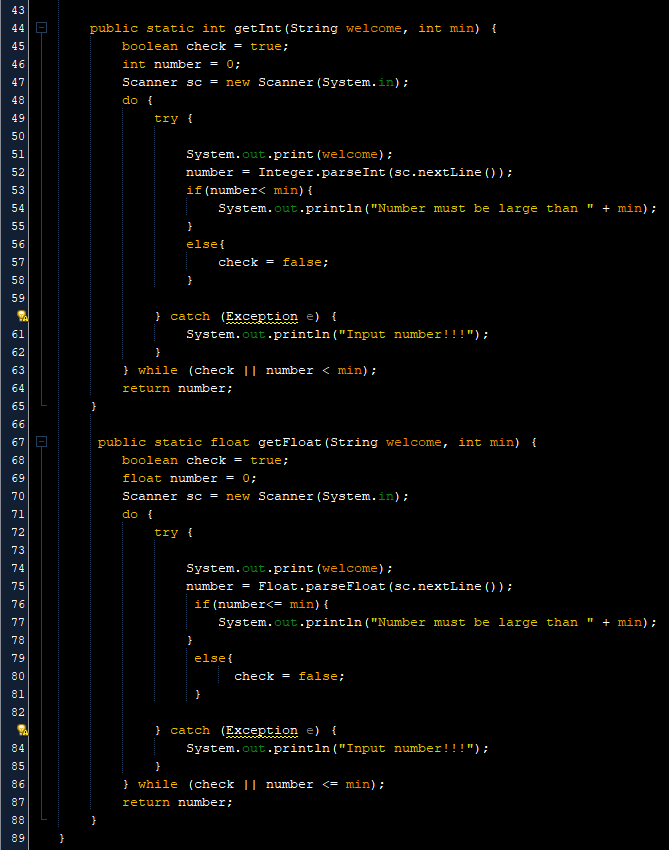 43
44 public static int getInt(String welcome, int min) {
45 boolean check = true;
46 int number = 0;
47 Scanner sc = new Scanner(System.in);
48 do {
49 try {
50
51 System.out.print(welcome);
52 number = Integer.parseInt(sc.nextLine());
53 if(number< min){
54 System.out.println("Number must be large than " + min);
55 }
56 else{
57 check = false;
58 }
59
} catch (Exception e) {
61 System.out.println("Input number!!!");
62 }
63 } while (check || number < min);
64 return number;
65 }
66
67 public static float getFloat(String welcome, int min) {
68 boolean check = true;
69 float number = 0;
70 Scanner sc = new Scanner(System.in);
71 do {
72 try {
73
74 System.out.print(welcome);
75 number = Float.parseFloat(sc.nextLine());
76 if(number<= min){
77 System.out.println("Number must be large than " + min);
78 }
79 else{
80 check = false;
81 }
82
} catch (Exception e) {
84 System.out.println("Input number!!!");
85 }
86 } while (check || number <= min);
87 return number;
88 }
89 }